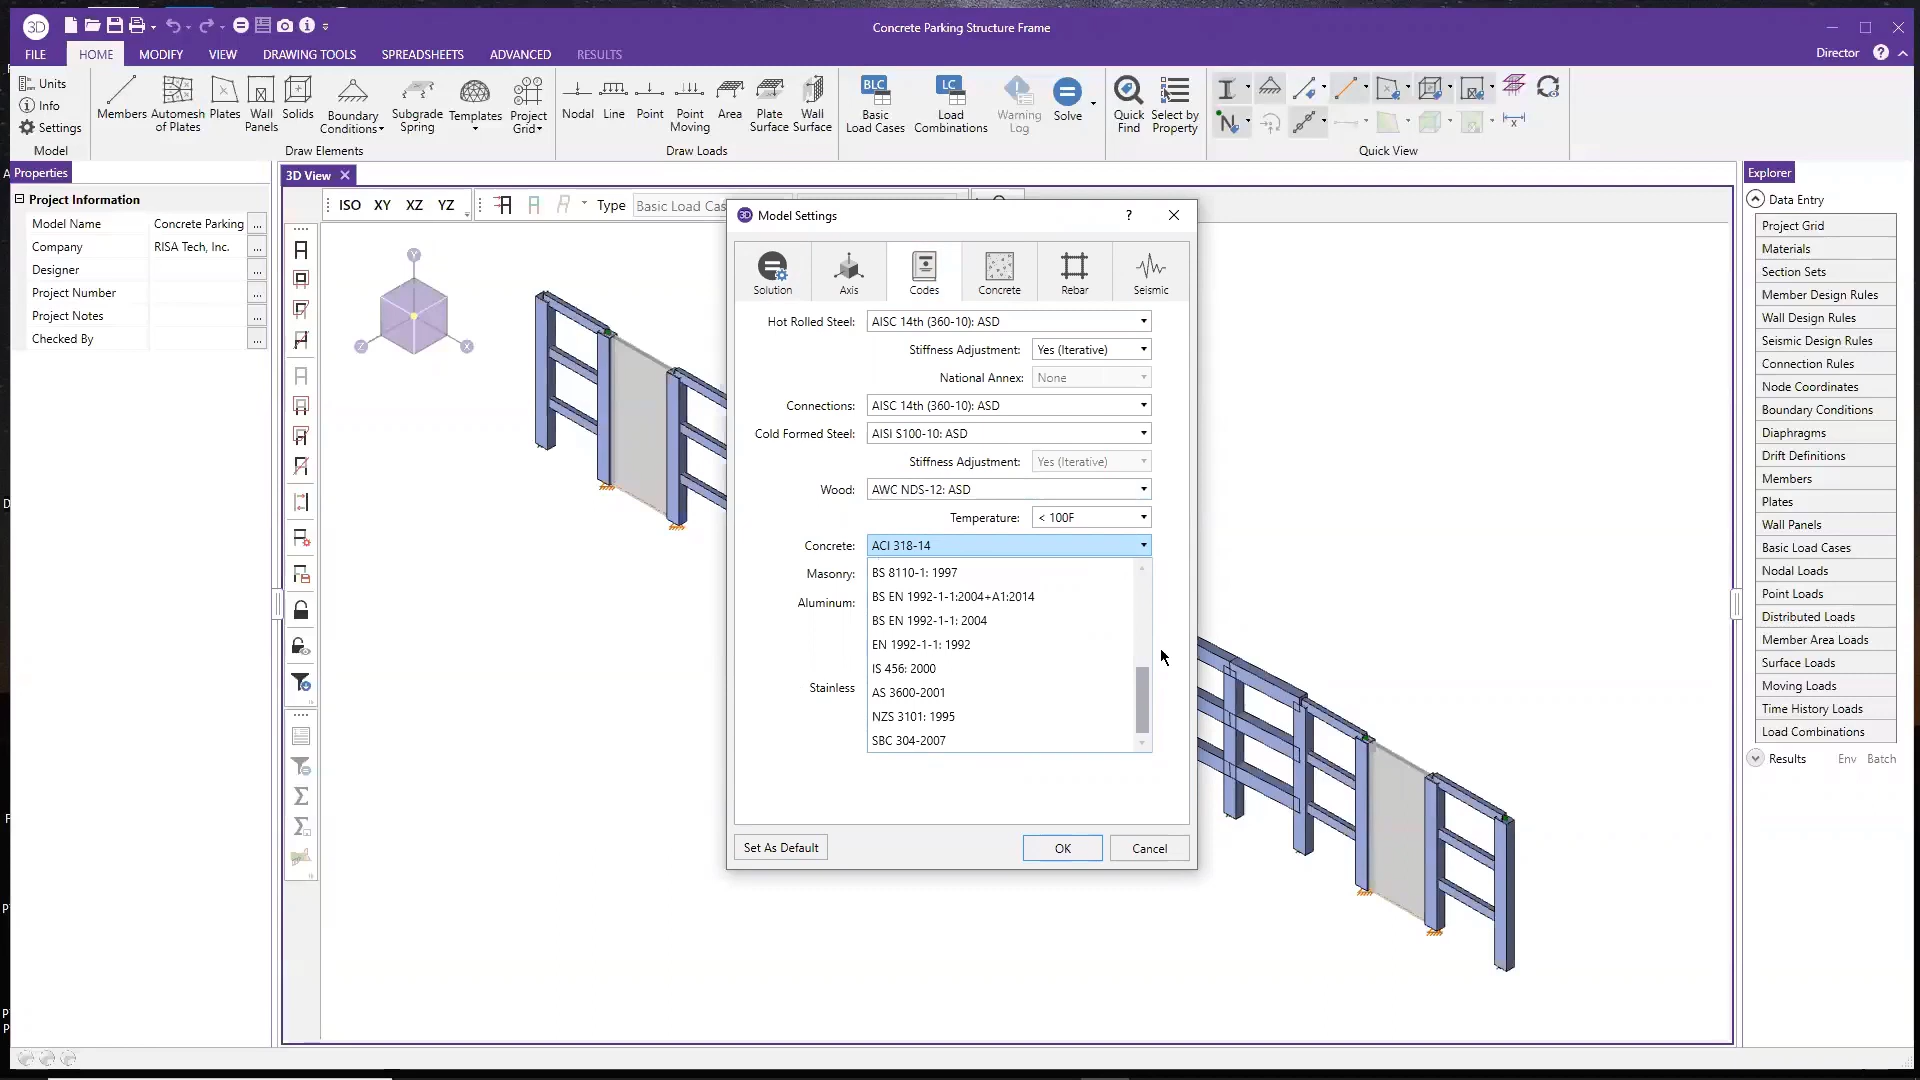 3D
Concrete Parking Structure Frame
FILE HOME MODIFY VIEW DRAWING TOOLS SPREADSHEETS ADVANCED RESULTS
Director
Units
Info
Settings
Model
Members
Automesh of Plates
Plates
Wall Panels
Solids
Boundary Conditions
Subgrade Spring
Templates
Project Grid
Draw Elements
Nodal
Line
Point
Point Moving
Area
Plate Surface
Wall Surface
Draw Loads
BLC
Basic Load Cases
LC
Load Combinations
Warning Log
Solve
Quick Find
Select by Property
Quick View
Properties
Project Information
Model Name Concrete Parking ...
Company RISA Tech, Inc. ...
Designer ...
Project Number ...
Project Notes ...
Checked By ...
3D View
ISO XY XZ YZ Type Basic Load Cas
Y
Z
X
3D Model Settings ?
Solution Axis Codes Concrete Rebar Seismic
Hot Rolled Steel: AISC 14th (360-10): ASD
Stiffness Adjustment: Yes (Iterative)
National Annex: None
Connections: AISC 14th (360-10): ASD
Cold Formed Steel: AISI S100-10: ASD
Stiffness Adjustment: Yes (Iterative)
Wood: AWC NDS-12: ASD
Temperature: < 100F
Concrete: ACI 318-14
Masonry: BS 8110-1: 1997
BS EN 1992-1-1:2004+A1:2014
Aluminum:
BS EN 1992-1-1: 2004
EN 1992-1-1: 1992
IS 456: 2000
Stainless
AS 3600-2001
NZS 3101: 1995
SBC 304-2007
Set As Default OK Cancel
Explorer
Data Entry
Project Grid
Materials
Section Sets
Member Design Rules
Wall Design Rules
Seismic Design Rules
Connection Rules
Node Coordinates
Boundary Conditions
Diaphragms
Drift Definitions
Members
Plates
Wall Panels
Basic Load Cases
Nodal Loads
Point Loads
Distributed Loads
Member Area Loads
Surface Loads
Moving Loads
Time History Loads
Load Combinations
Results Env Batch